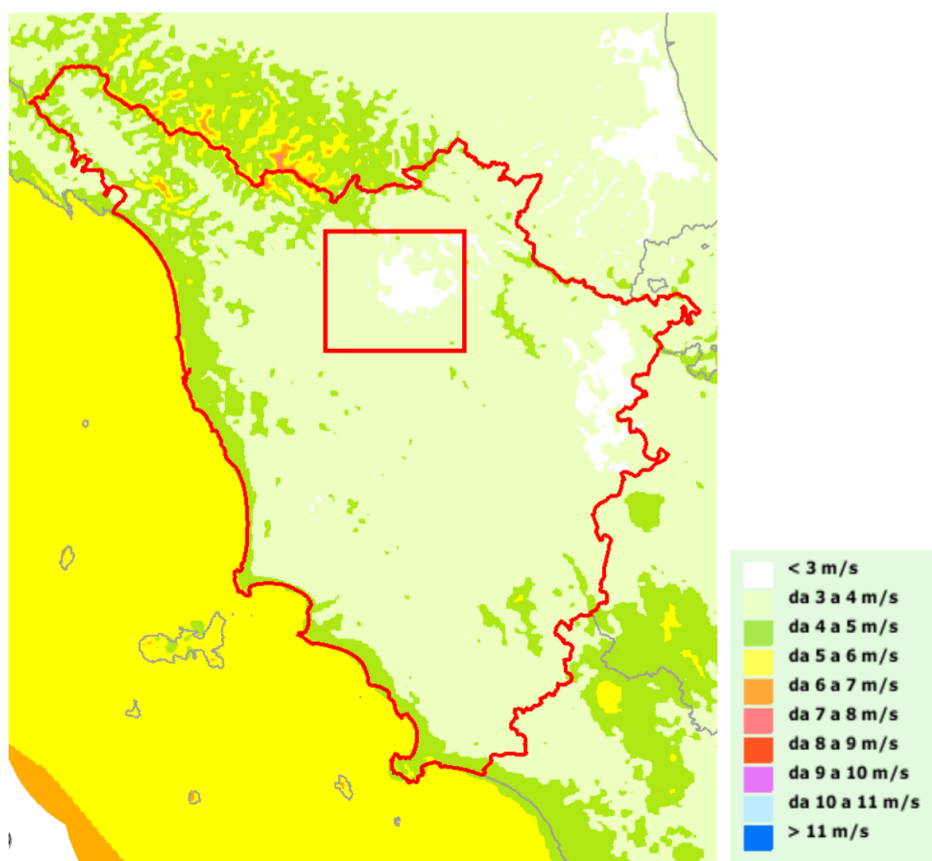 < 3 m/s
da 3 a 4 m/s
da 4 a 5 m/s
da 5 a 6 m/s
da 6 a 7 m/s
da 7 a 8 m/s
da 8 a 9 m/s
da 9 a 10 m/s
da 10 a 11 m/s
> 11 m/s